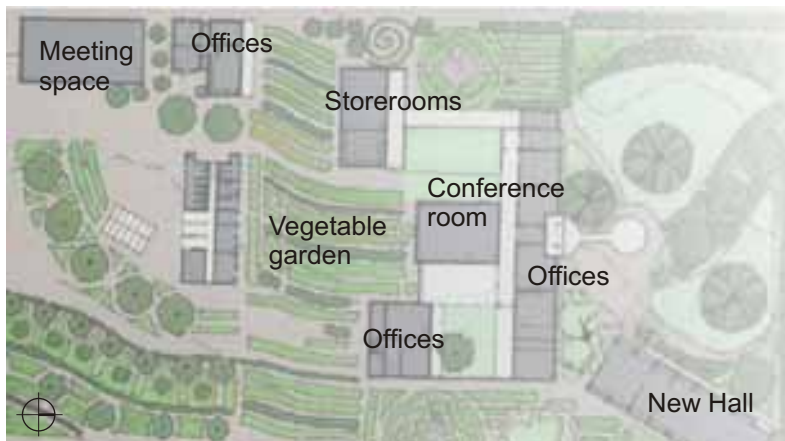 Meeting
space
Offices
Storerooms
Conference
room
Vegetable
garden
Offices
Offices
New Hall